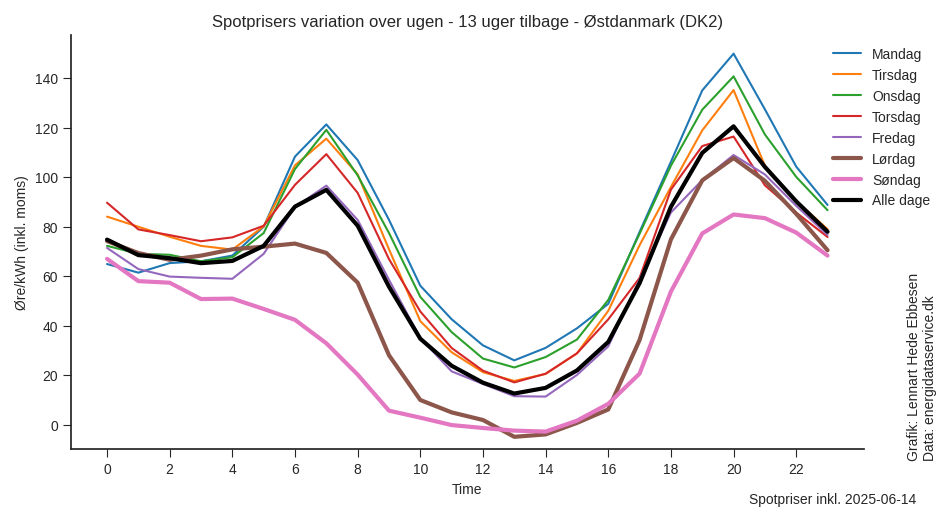 Spotprisers variation over ugen - 13 uger tilbage - Østdanmark (DK2)
Øre/kWh (inkl. moms)
140
120
100
80
60
40
20
0
0 2 4 6 8 10 12 14 16 18 20 22
Time
Mandag
Tirsdag
Onsdag
Torsdag
Fredag
Lørdag
Søndag
Alle dage
Grafik: Lennart Hede Ebbesen
Data: energidataservice.dk
Spotpriser inkl. 2025-06-14